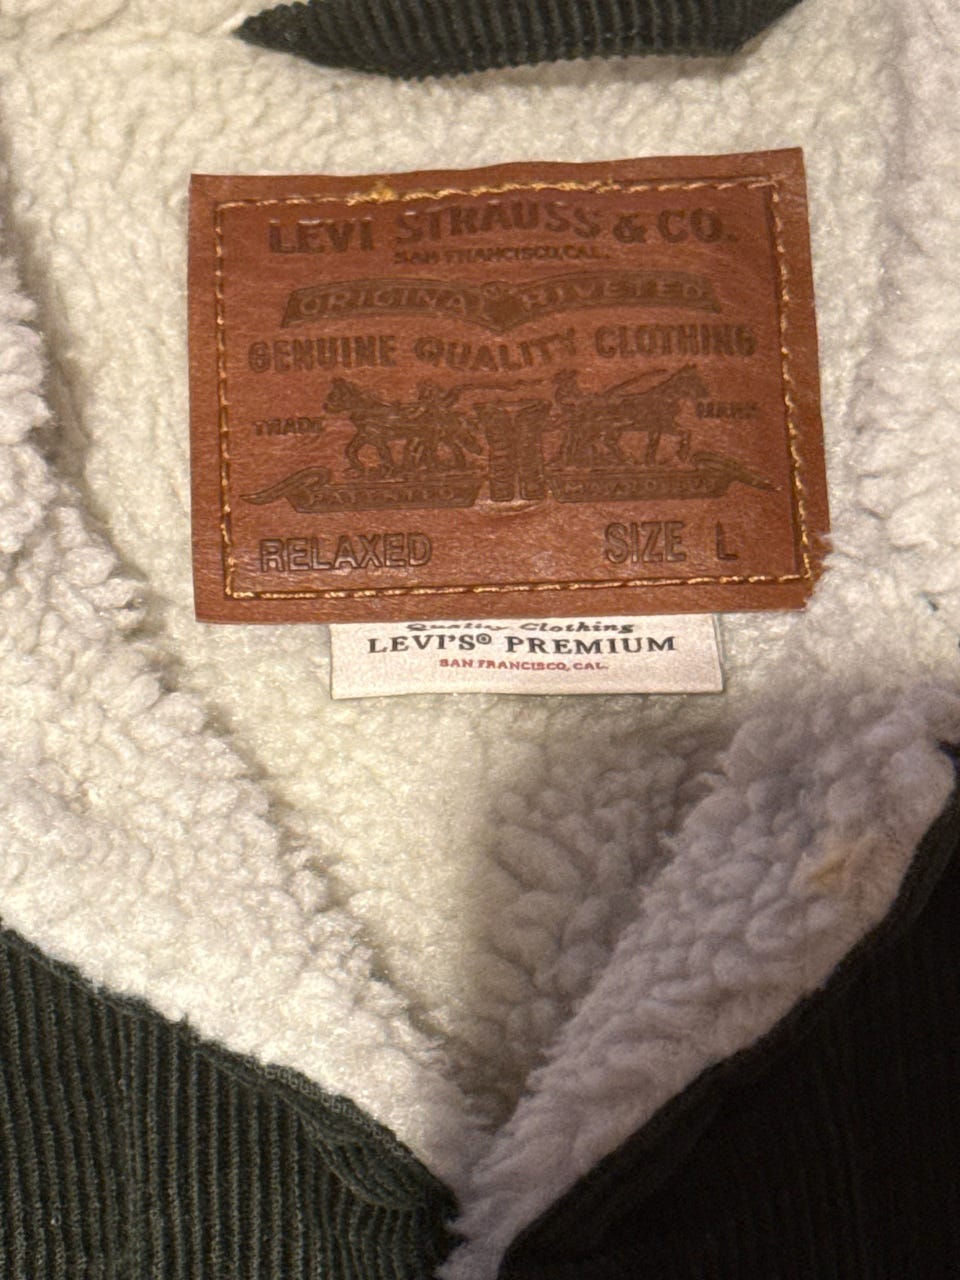 LEVI STRAUSS & CO.
SAN FRANCISCO, CAL.
ORIGINAL RIVETED
GENUINE QUALITY CLOTHING
TRADE MARK
PATENTED
RELAXED SIZE L
Quality Clothing
LEVI'S® PREMIUM
SAN FRANCISCO, CAL.